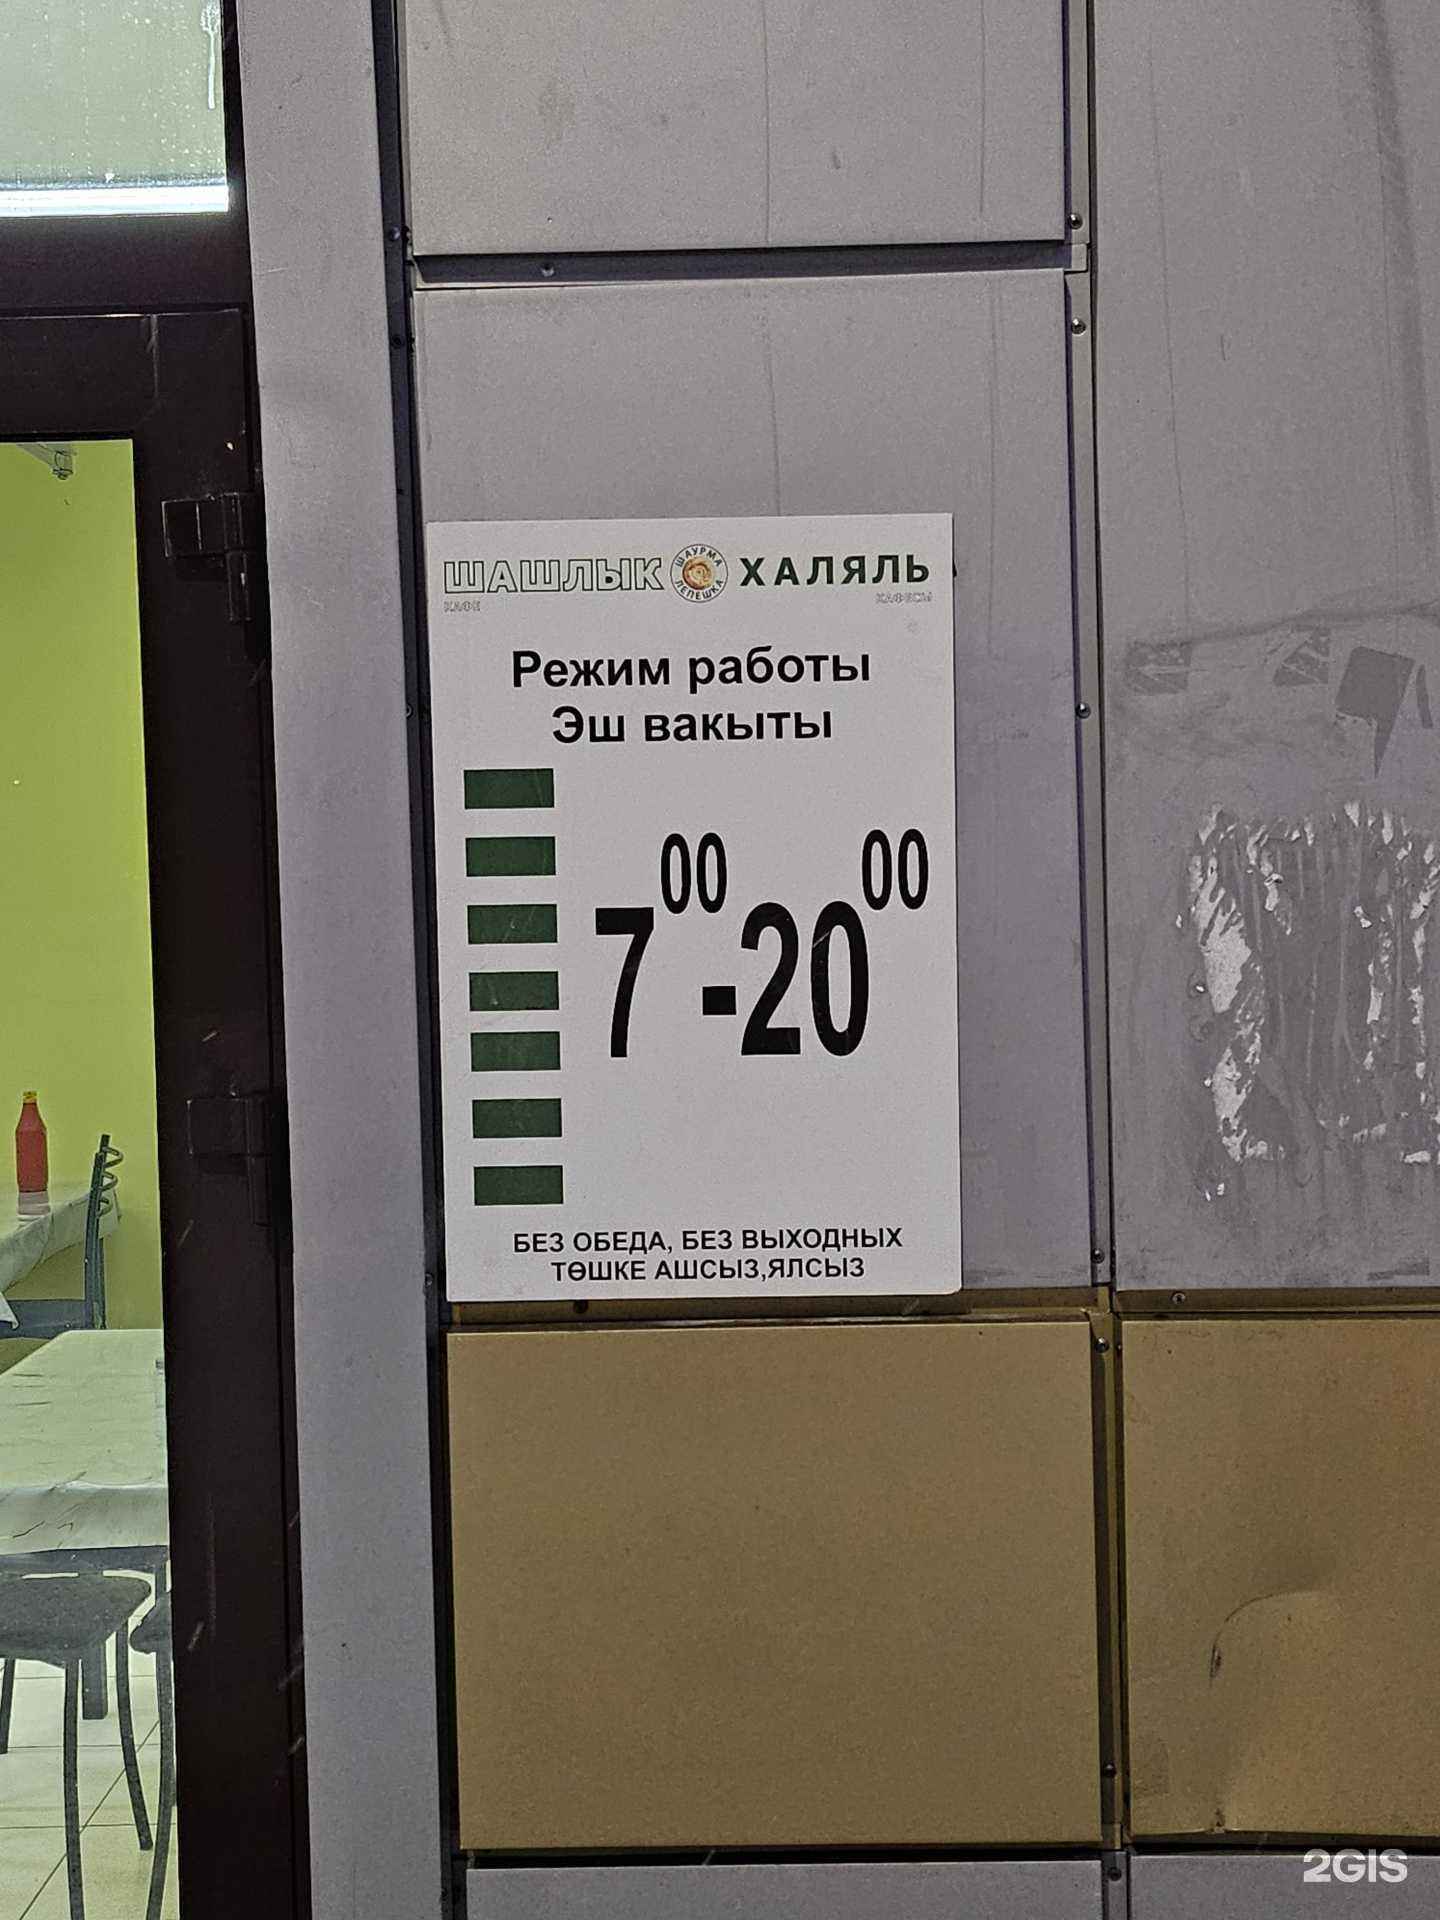 ШАШЛЫК ШАУРМА ЛЕПЕШКА ХАЛЯЛЬ
КАФЕ КАФЕСЫ
Режим работы
Эш вакыты
7 00 - 20 00
БЕЗ ОБЕДА, БЕЗ ВЫХОДНЫХ
ТӨШКЕ АШСЫЗ,ЯЛСЫЗ
2GIS